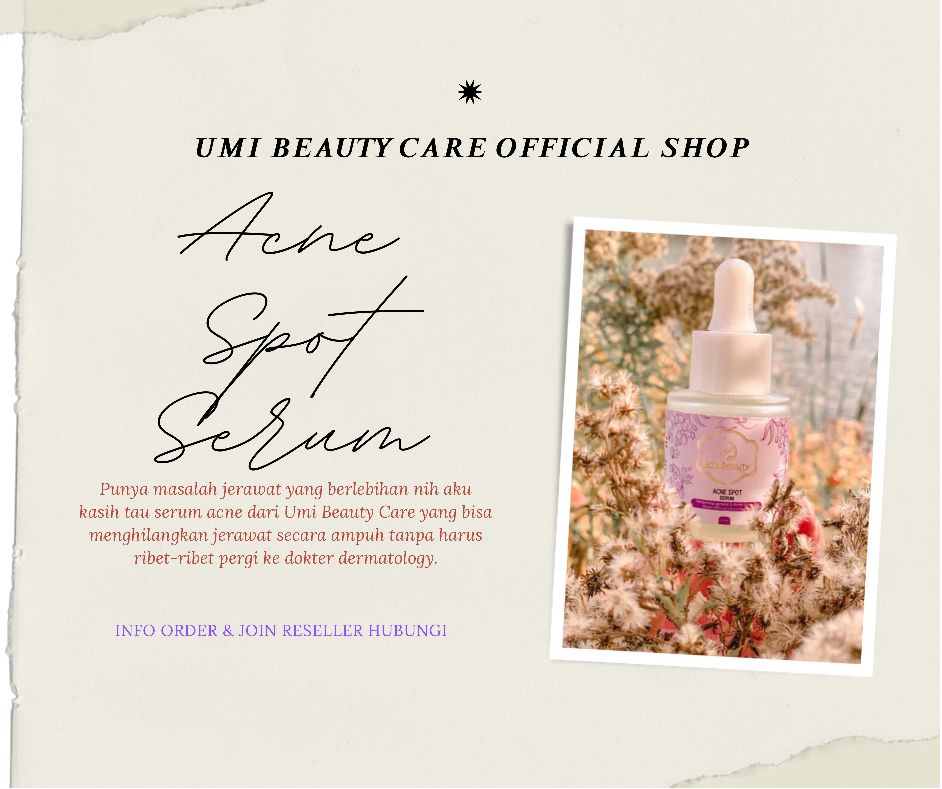 UMI BEAUTY CARE OFFICIAL SHOP
Acne
Spot
Serum
Punya masalah jerawat yang berlebihan nih aku
kasih tau serum acne dari Umi Beauty Care yang bisa
menghilangkan jerawat secara ampuh tanpa harus
ribet-ribet pergi ke dokter dermatology.
INFO ORDER & JOIN RESELLER HUBUNGI
UMI BEAUTY
ACNE SPOT
SERUM